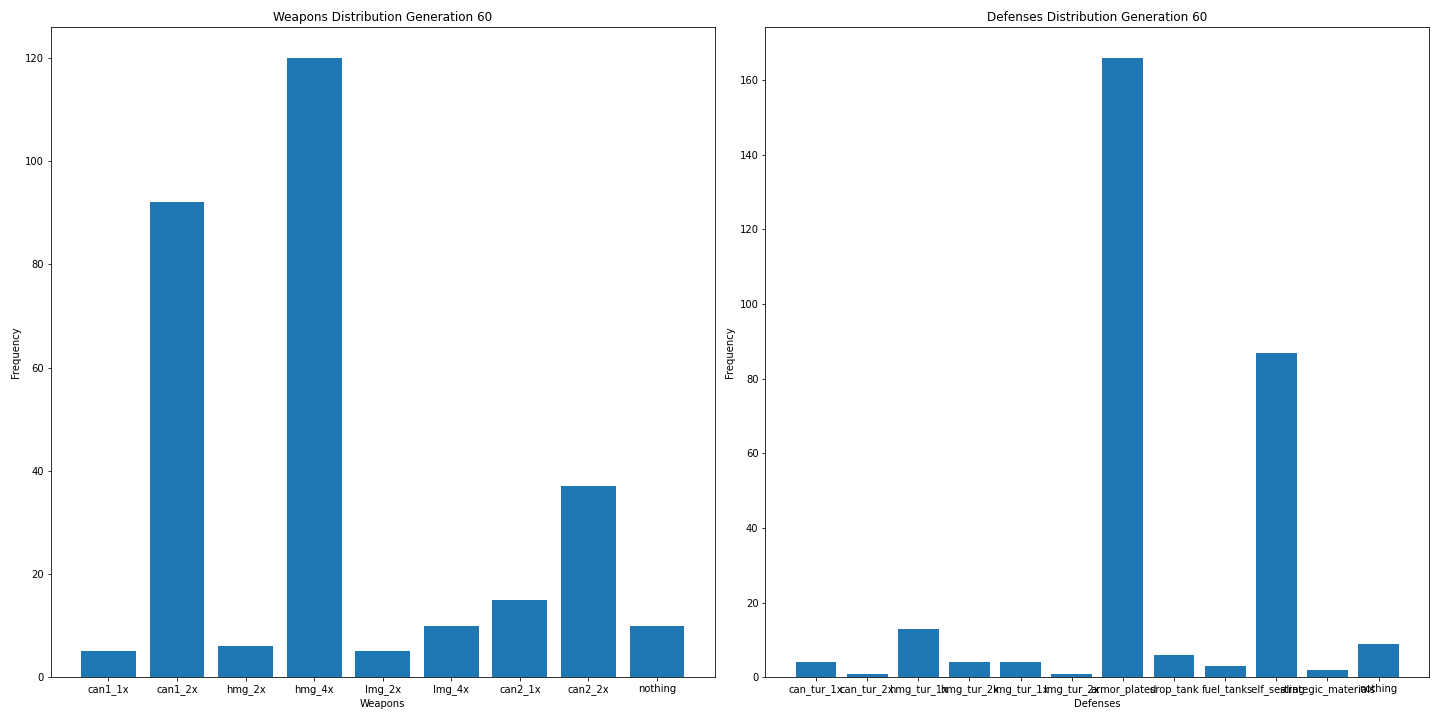 Weapons Distribution Generation 60
Frequency
120
100
80
60
40
20
0
can1_1x can1_2x hmg_2x hmg_4x lmg_2x lmg_4x can2_1x can2_2x nothing
Weapons
Defenses Distribution Generation 60
Frequency
160
140
120
100
80
60
40
20
0
can_tur_1x can_tur_2x hmg_tur_1x hmg_tur_2x lmg_tur_1x lmg_tur_2x armor_plates drop_tank fuel_tanks self_sealing strategic_materials nothing
Defenses